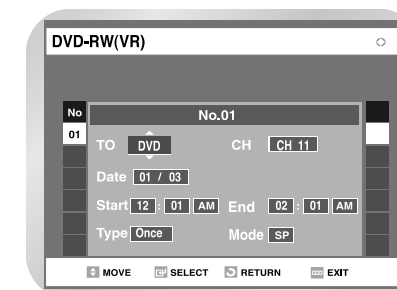 DVD-RW(VR)
No
No.01
01
TO DVD CH CH 11
Date 01 / 03
Start 12 : 01 AM End 02 : 01 AM
Type Once Mode SP
MOVE SELECT RETURN EXIT